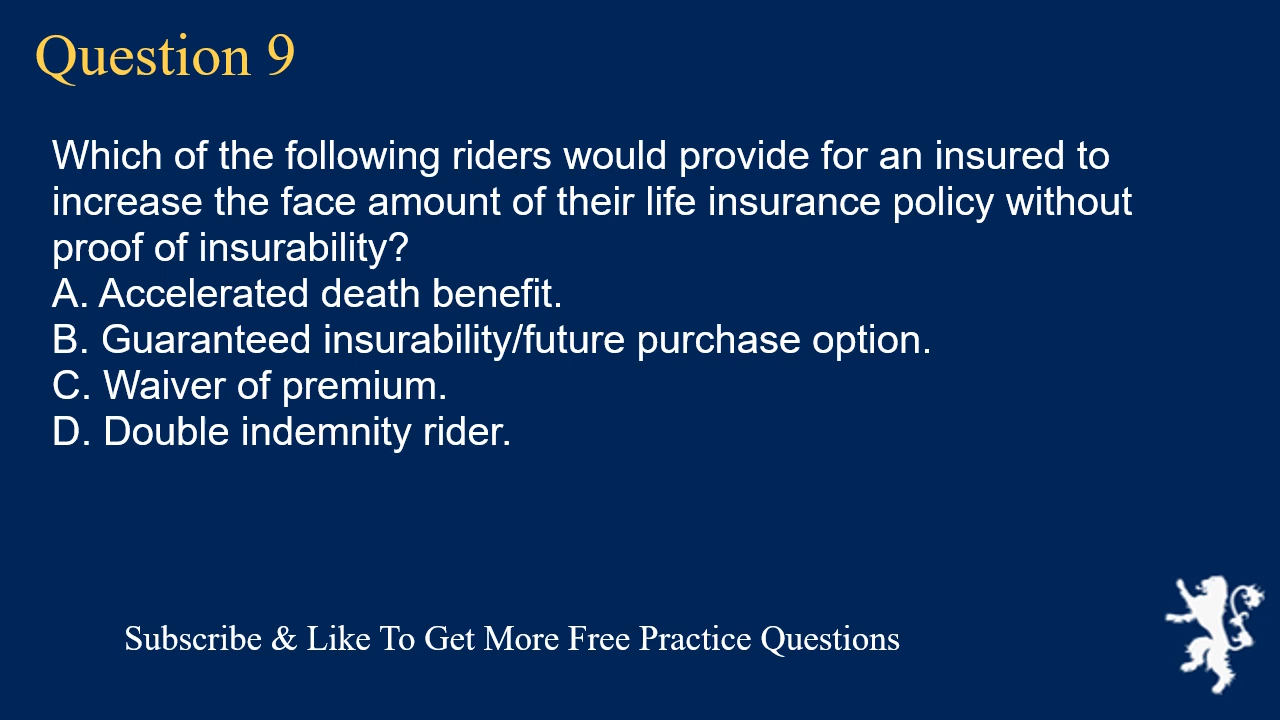 Question 9
Which of the following riders would provide for an insured to
increase the face amount of their life insurance policy without
proof of insurability?
A. Accelerated death benefit.
B. Guaranteed insurability/future purchase option.
C. Waiver of premium.
D. Double indemnity rider.
Subscribe & Like To Get More Free Practice Questions